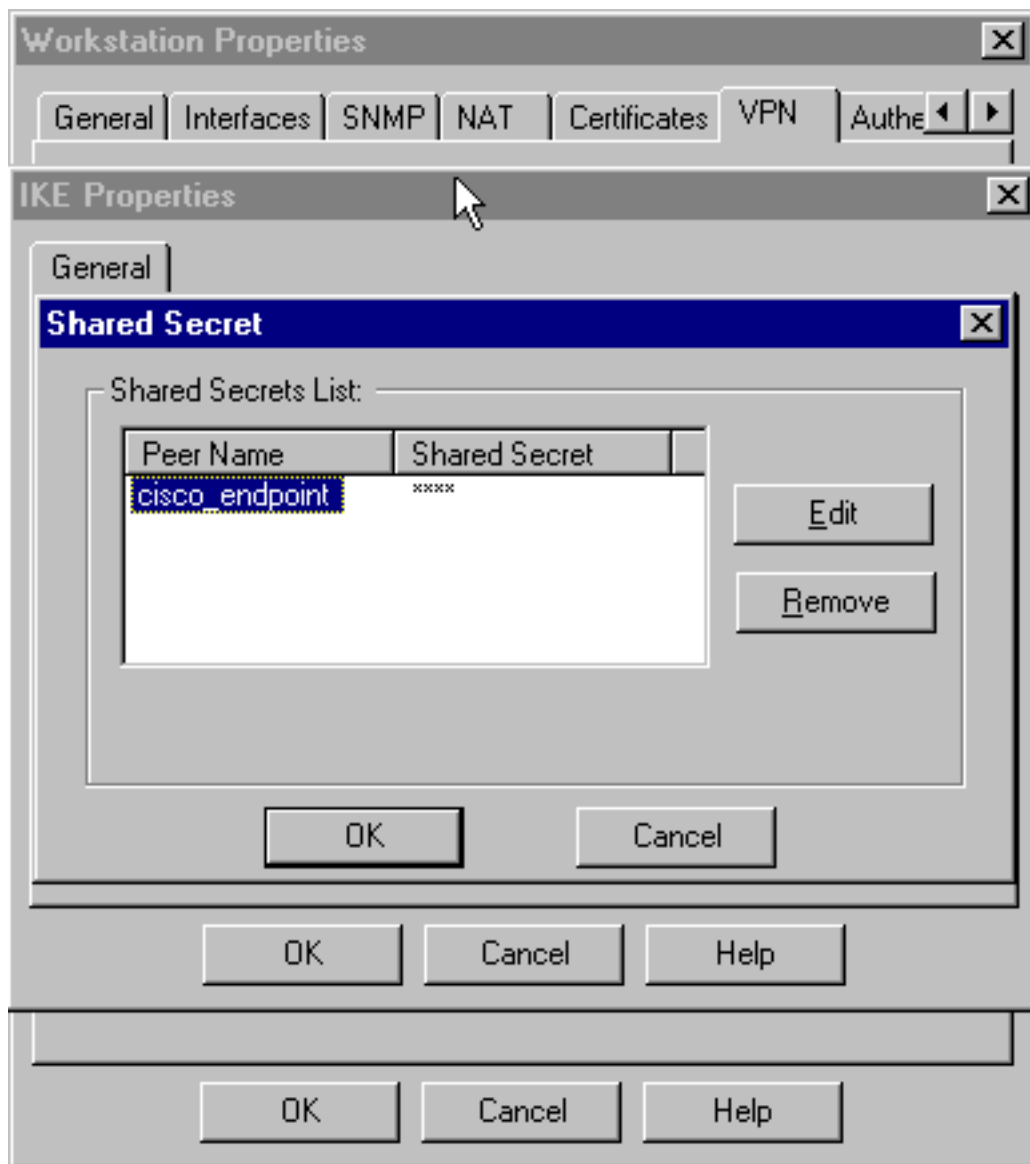 Workstation Properties
General Interfaces SNMP NAT Certificates VPN
IKE Properties
General
Shared Secret
Shared Secrets List:
Peer Name Shared Secret
cisco_endpoint ****
Edit
Remove
OK Cancel
OK Cancel Help
OK Cancel Help